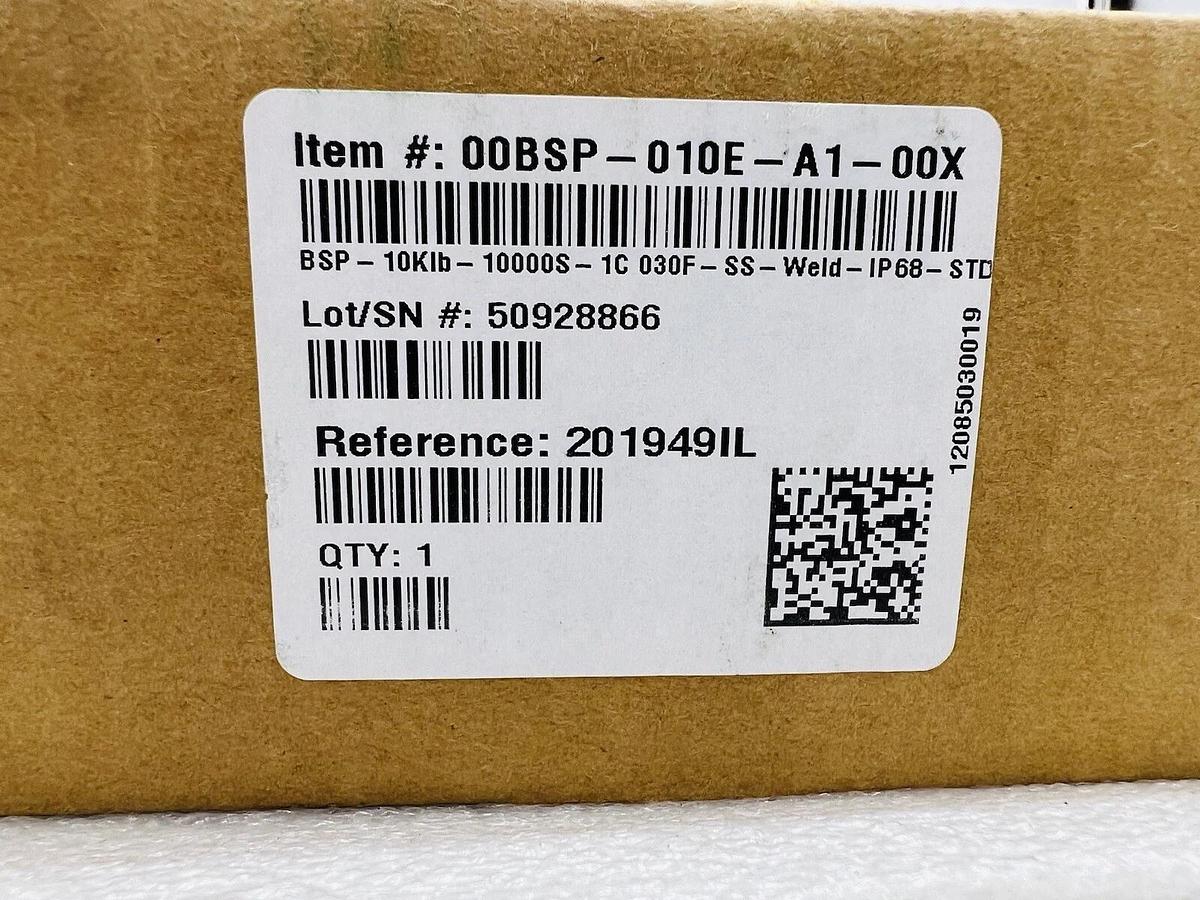 Item #: 00BSP-010E-A1-00X
BSP-10Klb-10000S-1C 030F-SS-Weld-IP68-STD
Lot/SN #: 50928866
Reference: 201949IL
QTY: 1
12085030019